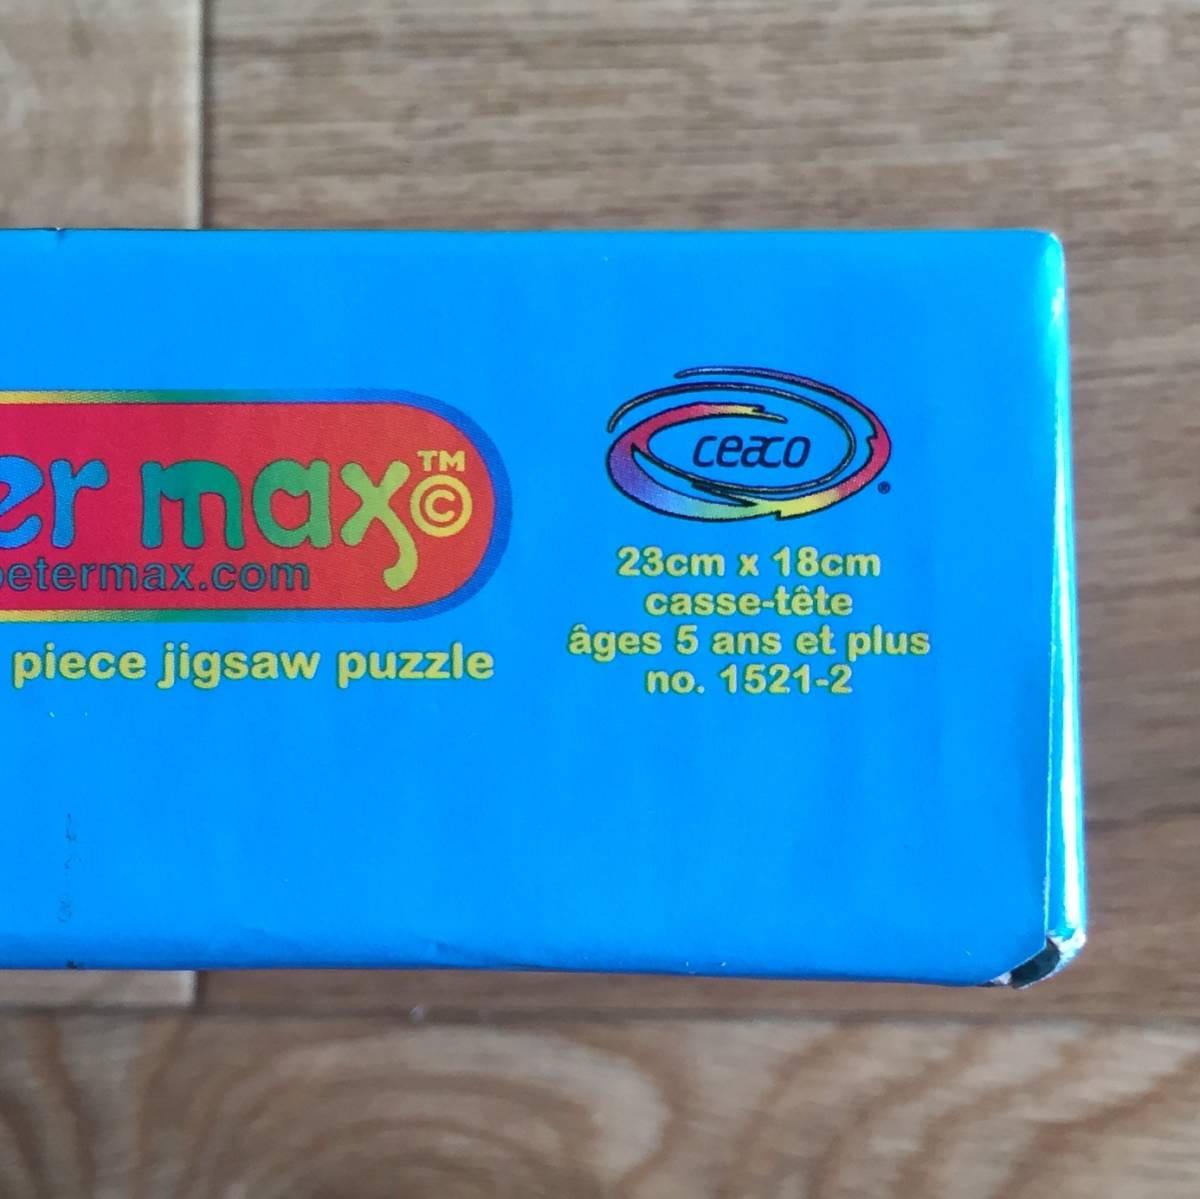 er max™©
petermax.com
piece jigsaw puzzle
ceaco®
23cm x 18cm
casse-tête
âges 5 ans et plus
no. 1521-2